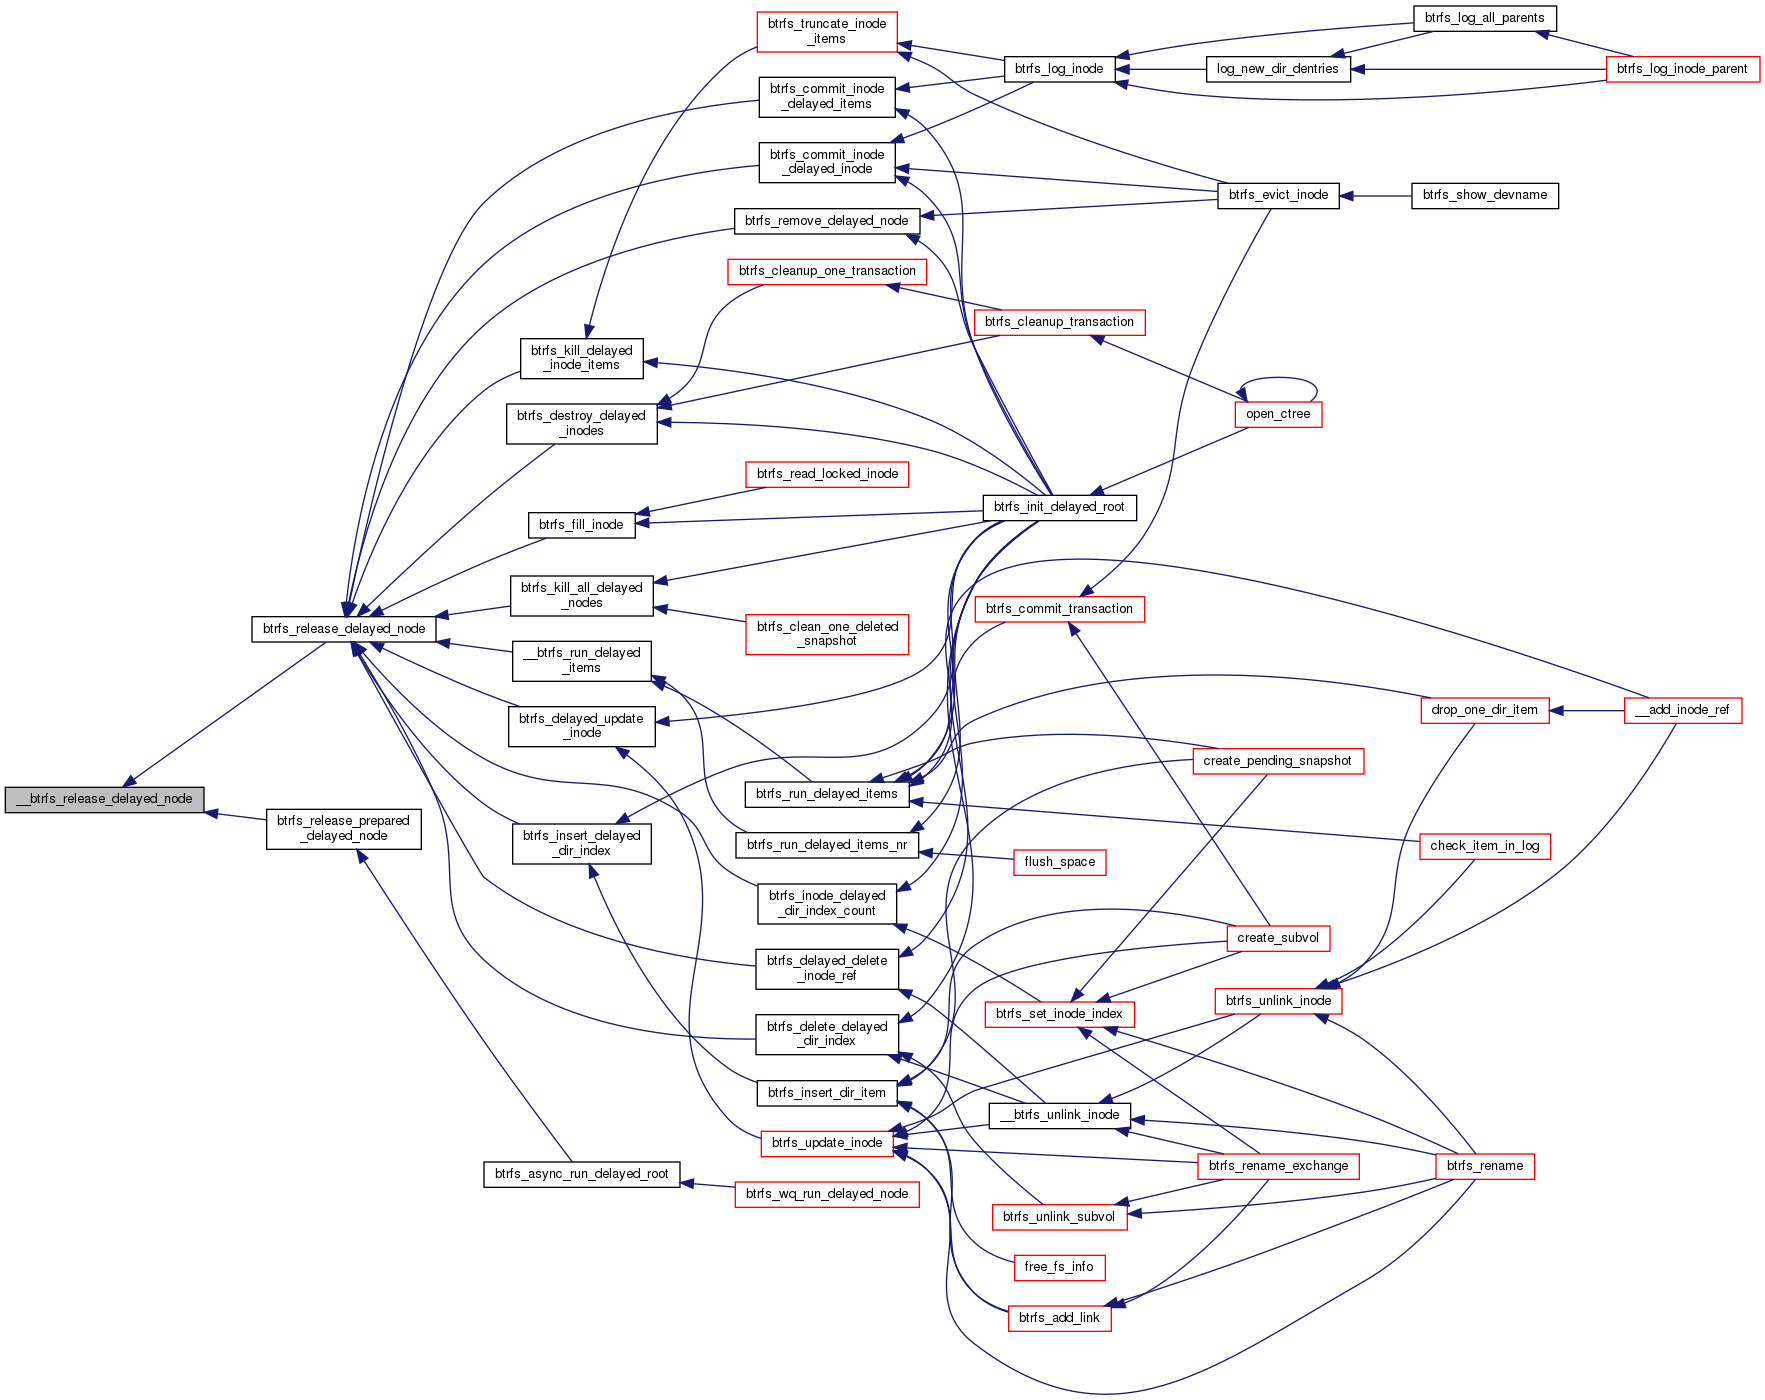 btrfs_truncate_inode
_items
btrfs_log_all_parents
btrfs_log_inode
log_new_dir_dentries
btrfs_log_inode_parent
btrfs_commit_inode
_delayed_items
btrfs_commit_inode
_delayed_inode
btrfs_evict_inode
btrfs_show_devname
btrfs_remove_delayed_node
btrfs_cleanup_one_transaction
btrfs_cleanup_transaction
btrfs_kill_delayed
_inode_items
open_ctree
btrfs_destroy_delayed
_inodes
btrfs_read_locked_inode
btrfs_init_delayed_root
btrfs_fill_inode
btrfs_kill_all_delayed
_nodes
btrfs_commit_transaction
btrfs_release_delayed_node
btrfs_clean_one_deleted
_snapshot
__btrfs_run_delayed
_items
btrfs_delayed_update
_inode
drop_one_dir_item
__add_inode_ref
create_pending_snapshot
__btrfs_release_delayed_node
btrfs_run_delayed_items
btrfs_release_prepared
_delayed_node
btrfs_insert_delayed
_dir_index
btrfs_run_delayed_items_nr
flush_space
check_item_in_log
btrfs_inode_delayed
_dir_index_count
create_subvol
btrfs_delayed_delete
_inode_ref
btrfs_set_inode_index
btrfs_unlink_inode
btrfs_delete_delayed
_dir_index
btrfs_insert_dir_item
__btrfs_unlink_inode
btrfs_update_inode
btrfs_async_run_delayed_root
btrfs_rename_exchange
btrfs_rename
btrfs_wq_run_delayed_node
btrfs_unlink_subvol
free_fs_info
btrfs_add_link